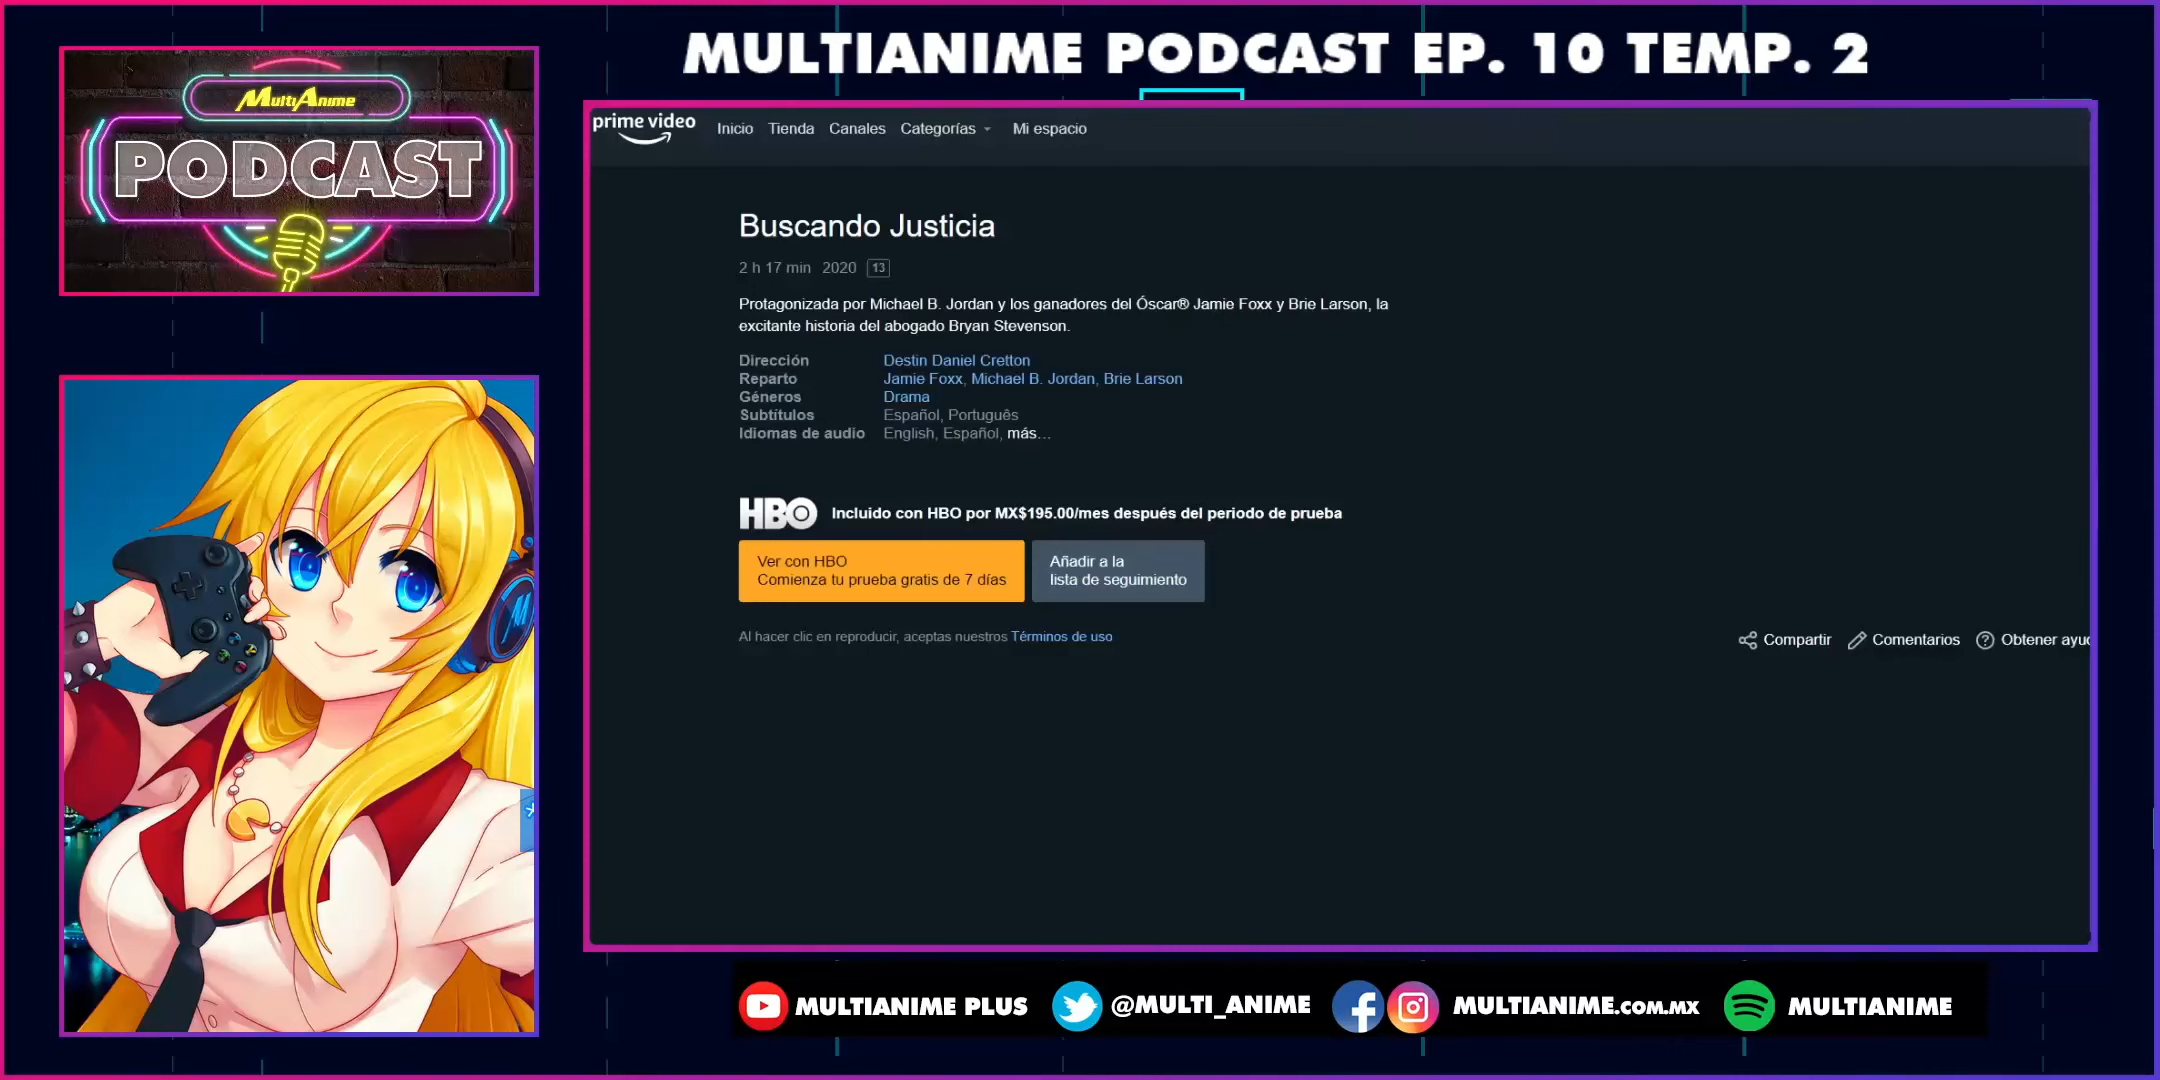 MULTIANIME PODCAST EP. 10 TEMP. 2
MultiAnime
PODCAST
prime video
Inicio Tienda Canales Categorías Mi espacio
Buscando Justicia
2 h 17 min 2020 13
Protagonizada por Michael B. Jordan y los ganadores del Óscar® Jamie Foxx y Brie Larson, la
excitante historia del abogado Bryan Stevenson.
Dirección Destin Daniel Cretton
Reparto Jamie Foxx, Michael B. Jordan, Brie Larson
Géneros Drama
Subtítulos Español, Português
Idiomas de audio English, Español, más...
HBO Incluido con HBO por MX$195.00/mes después del periodo de prueba
Ver con HBO
Comienza tu prueba gratis de 7 días
Añadir a la
lista de seguimiento
Al hacer clic en reproducir, aceptas nuestros Términos de uso
Compartir Comentarios Obtener ayud
M
MULTIANIME PLUS @MULTI_ANIME MULTIANIME.COM.MX MULTIANIME